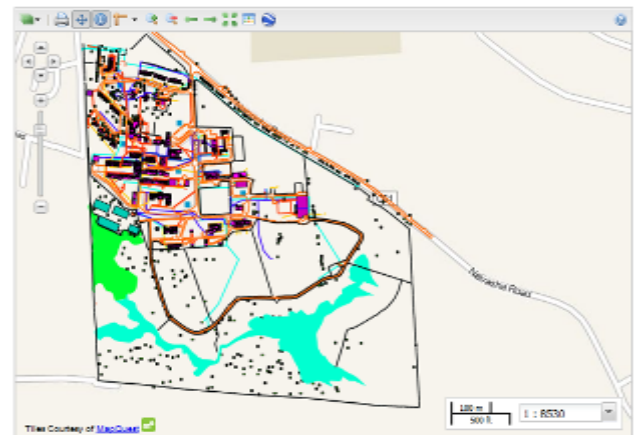 Naivasha Road
100 m
500 ft
1 : 8530
Tiles Courtesy of MapQuest